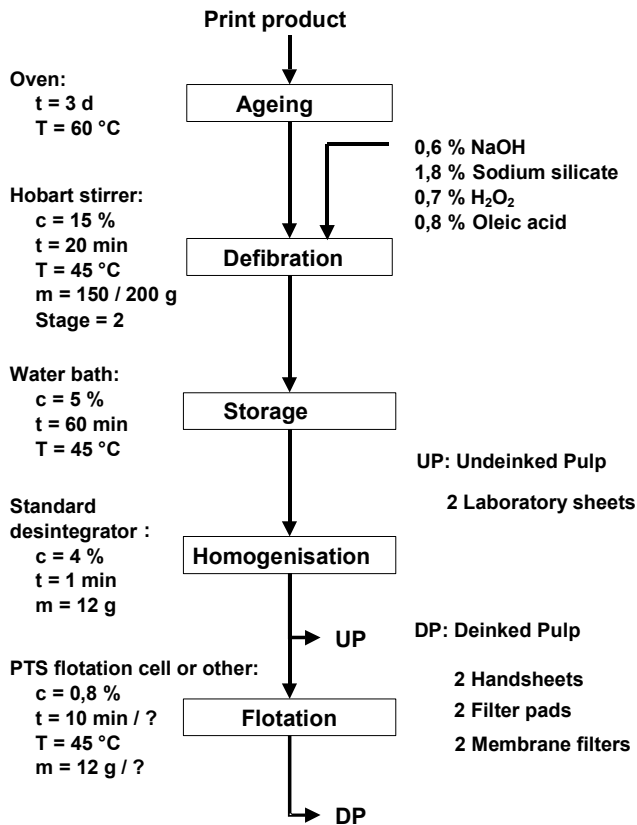 Print product
Oven:
t = 3 d
T = 60 °C
Ageing
0,6 % NaOH
1,8 % Sodium silicate
0,7 % H₂O₂
0,8 % Oleic acid
Hobart stirrer:
c = 15 %
t = 20 min
T = 45 °C
m = 150 / 200 g
Stage = 2
Defibration
Water bath:
c = 5 %
t = 60 min
T = 45 °C
Storage
UP: Undeinked Pulp
2 Laboratory sheets
Standard
desintegrator :
c = 4 %
t = 1 min
m = 12 g
Homogenisation
UP
DP: Deinked Pulp
2 Handsheets
2 Filter pads
2 Membrane filters
PTS flotation cell or other:
c = 0,8 %
t = 10 min / ?
T = 45 °C
m = 12 g / ?
Flotation
DP